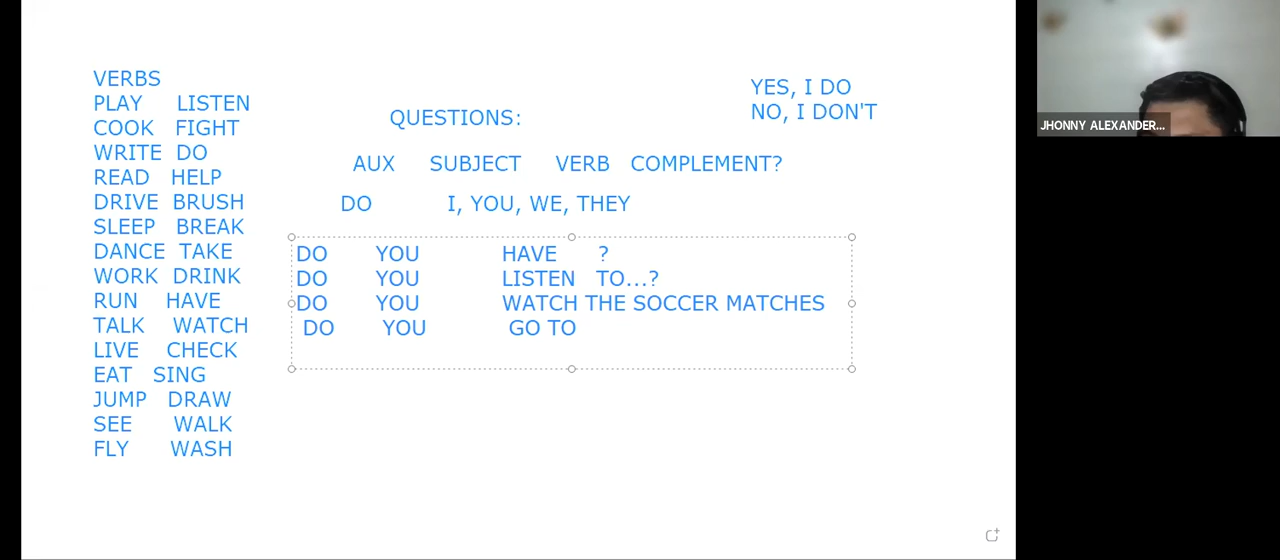 VERBS
PLAY LISTEN
COOK FIGHT
WRITE DO
READ HELP
DRIVE BRUSH
SLEEP BREAK
DANCE TAKE
WORK DRINK
RUN HAVE
TALK WATCH
LIVE CHECK
EAT SING
JUMP DRAW
SEE WALK
FLY WASH
QUESTIONS:
YES, I DO
NO, I DON'T
AUX SUBJECT VERB COMPLEMENT?
DO I, YOU, WE, THEY
DO YOU HAVE ?
DO YOU LISTEN TO...?
DO YOU WATCH THE SOCCER MATCHES
DO YOU GO TO
JHONNY ALEXANDER...